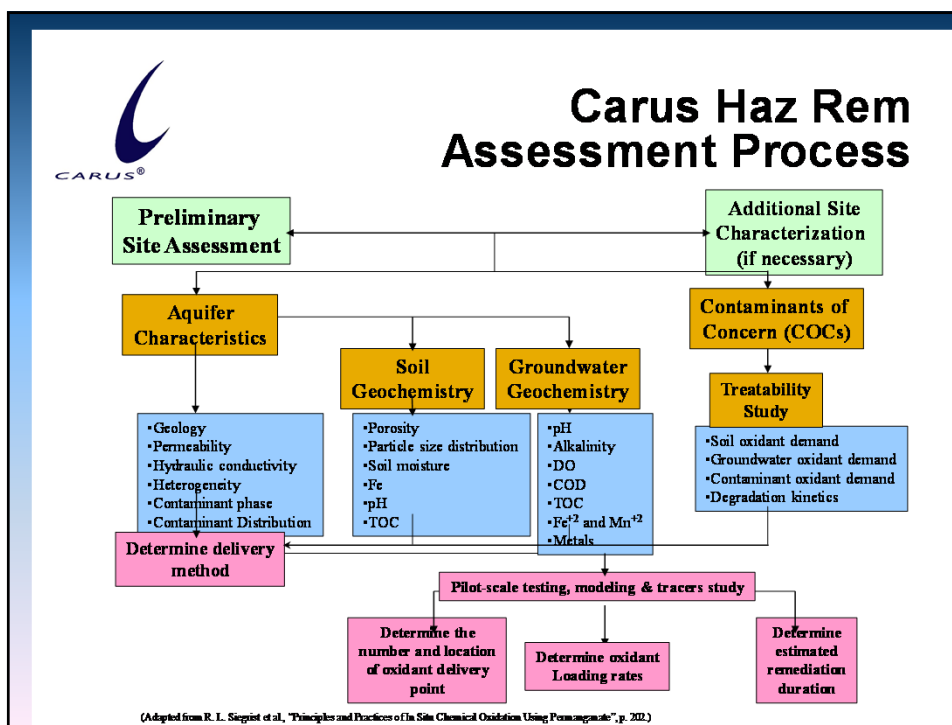 Carus Haz Rem
Assessment Process
CARUS®
Preliminary
Site Assessment
Additional Site
Characterization
(if necessary)
Aquifer
Characteristics
Contaminants of
Concern (COCs)
Soil
Geochemistry
Groundwater
Geochemistry
Treatability
Study
▪Geology
▪Permeability
▪Hydraulic conductivity
▪Heterogeneity
▪Contaminant phase
▪Contaminant Distribution
▪Porosity
▪Particle size distribution
▪Soil moisture
▪Fe
▪pH
▪TOC
▪pH
▪Alkalinity
▪DO
▪COD
▪TOC
▪Fe⁺² and Mn⁺²
▪Metals
▪Soil oxidant demand
▪Groundwater oxidant demand
▪Contaminant oxidant demand
▪Degradation kinetics
Determine delivery
method
Pilot-scale testing, modeling & tracers study
Determine the
number and location
of oxidant delivery
point
Determine oxidant
Loading rates
Determine
estimated
remediation
duration
(Adapted from R. L. Siegrist et al., "Principles and Practices of In Situ Chemical Oxidation Using Permanganate", p. 202.)